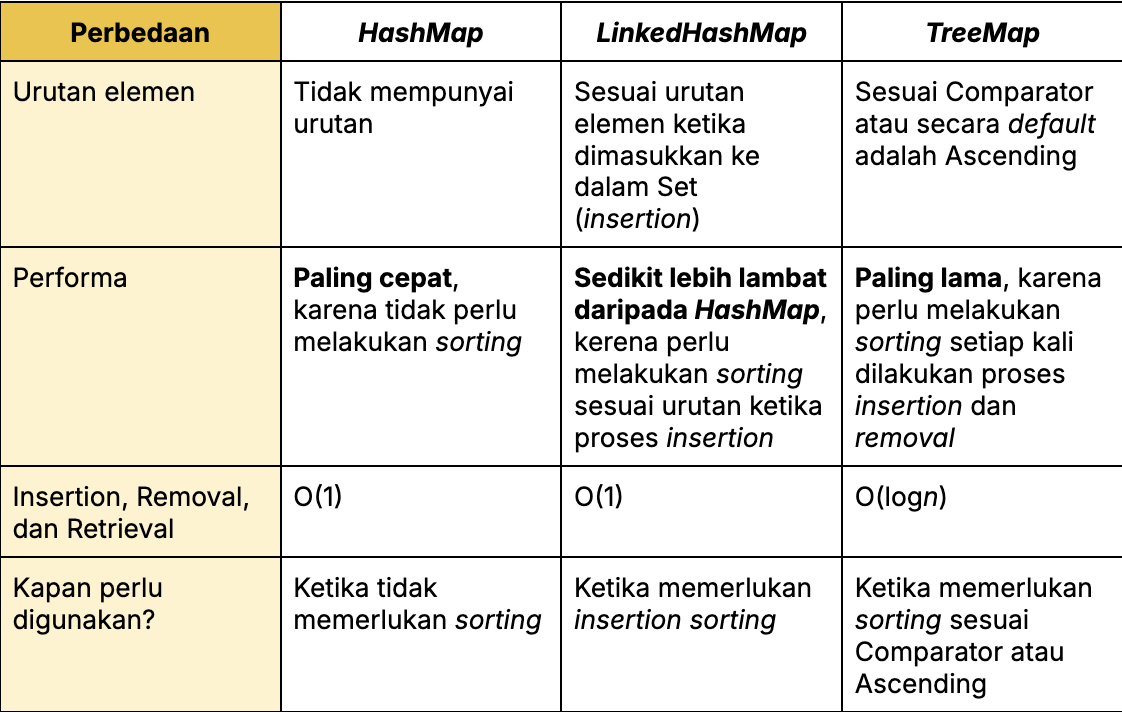 Perbedaan
HashMap
LinkedHashMap
TreeMap
Urutan elemen
Tidak mempunyai
urutan
Sesuai urutan
elemen ketika
dimasukkan ke
dalam Set
(insertion)
Sesuai Comparator
atau secara default
adalah Ascending
Performa
Paling cepat,
karena tidak perlu
melakukan sorting
Sedikit lebih lambat
daripada HashMap,
kerena perlu
melakukan sorting
sesuai urutan ketika
proses insertion
Paling lama, karena
perlu melakukan
sorting setiap kali
dilakukan proses
insertion dan
removal
Insertion, Removal,
dan Retrieval
O(1)
O(1)
O(logn)
Kapan perlu
digunakan?
Ketika tidak
memerlukan sorting
Ketika memerlukan
insertion sorting
Ketika memerlukan
sorting sesuai
Comparator atau
Ascending